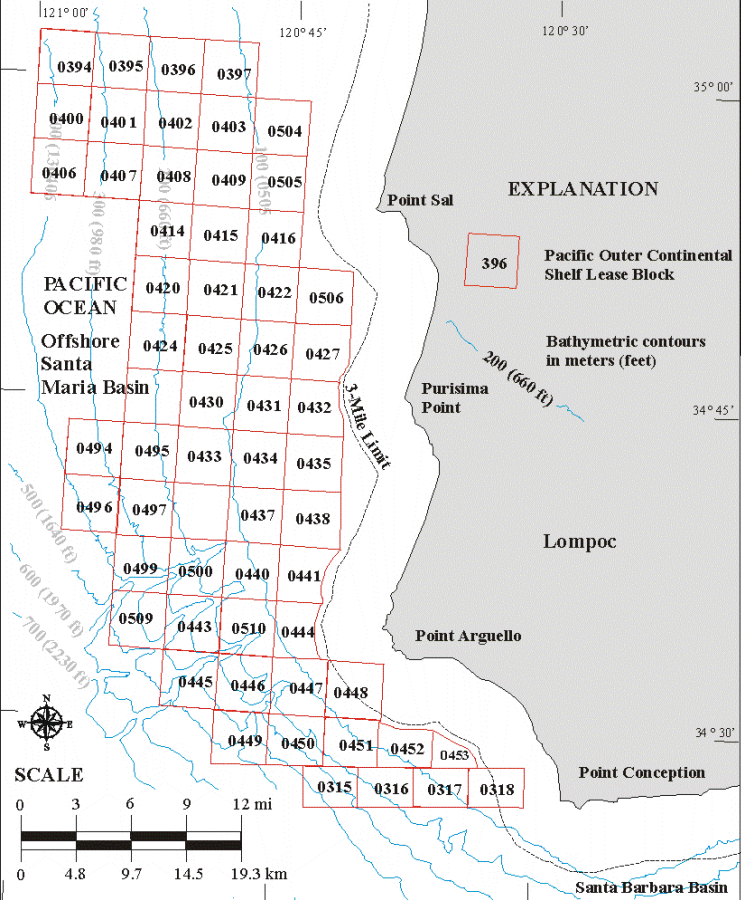 121° 00'
120° 45'
120° 30'
0394 0395 0396 0397
35° 00'
0400 0401 0402 0403 0504
0406 0407 0408 0409 0505
Point Sal
EXPLANATION
0414 0415 0416
396
Pacific Outer Continental
Shelf Lease Block
PACIFIC
OCEAN
0420 0421 0422 0506
Offshore
Santa
Maria Basin
0424 0425 0426 0427
Bathymetric contours
in meters (feet)
200 (660 ft)
Purisima
Point
0430 0431 0432
3-Mile Limit
34° 45'
0494 0495 0433 0434 0435
0496 0497 0437 0438
500 (1640 ft)
Lompoc
0499 0500 0440 0441
600 (1970 ft)
0509 0443 0510 0444
700 (2230 ft)
Point Arguello
0445 0446 0447 0448
N
W E
S
0449 0450 0451 0452 0453
34° 30'
SCALE
Point Conception
0315 0316 0317 0318
0 3 6 9 12 mi
0 4.8 9.7 14.5 19.3 km
Santa Barbara Basin
300 (980 ft)